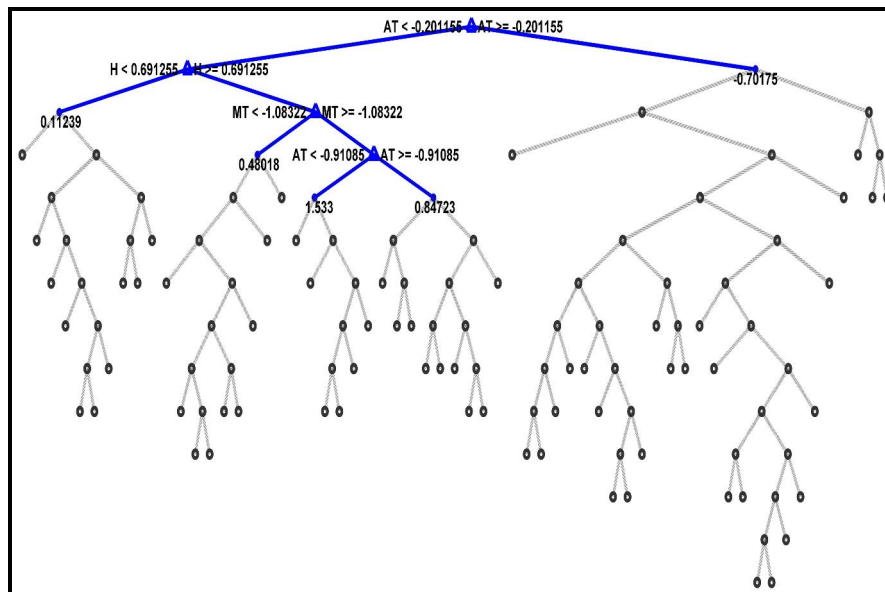 AT < -0.201155 AT >= -0.201155
H < 0.691255 H >= 0.691255
-0.70175
MT < -1.08322 MT >= -1.08322
0.11239
AT < -0.91085 AT >= -0.91085
0.48018
1.533
0.84723